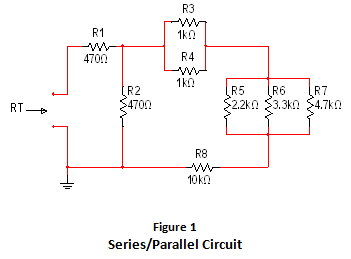 R3
1kΩ
R1
470Ω
R4
1kΩ
R2
470Ω
R5
2.2kΩ
R6
3.3kΩ
R7
4.7kΩ
RT
R8
10kΩ
Figure 1
Series/Parallel Circuit